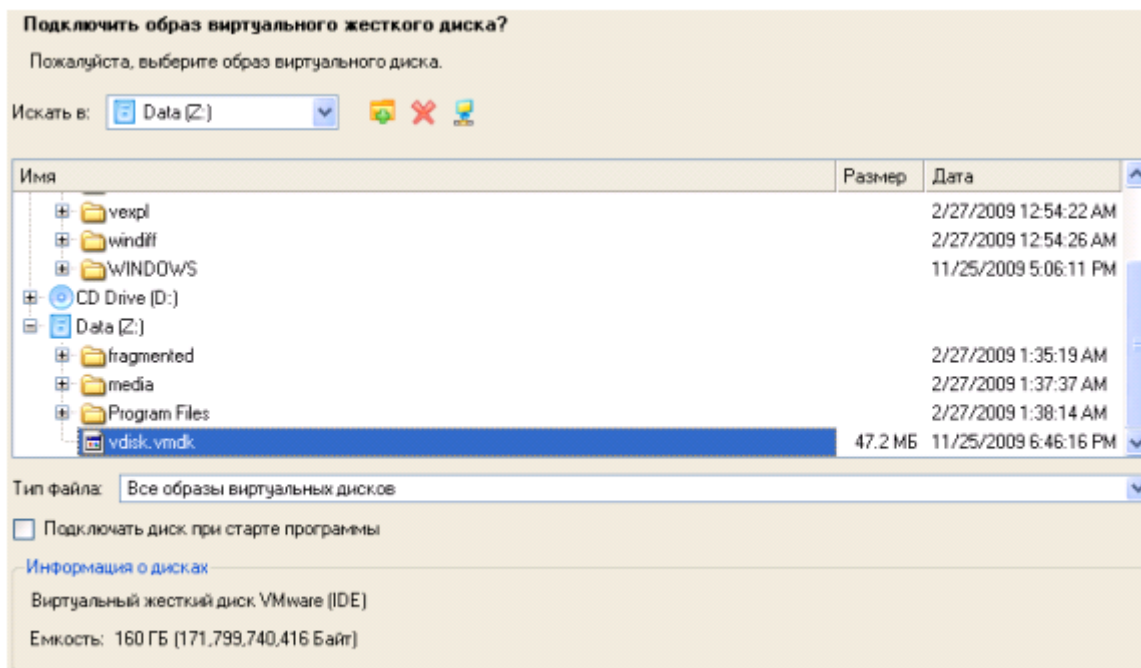 Подключить образ виртуального жесткого диска?
Пожалуйста, выберите образ виртуального диска.
Искать в: Data (Z:)
Имя Размер Дата
vexpl 2/27/2009 12:54:22 AM
windiff 2/27/2009 12:54:26 AM
WINDOWS 11/25/2009 5:06:11 PM
CD Drive (D:)
Data (Z:)
fragmented 2/27/2009 1:35:19 AM
media 2/27/2009 1:37:37 AM
Program Files 2/27/2009 1:38:14 AM
vdisk.vmdk 47.2 МБ 11/25/2009 6:46:16 PM
Тип файла: Все образы виртуальных дисков
Подключать диск при старте программы
Информация о дисках
Виртуальный жесткий диск VMware (IDE)
Емкость: 160 ГБ (171,799,740,416 Байт)